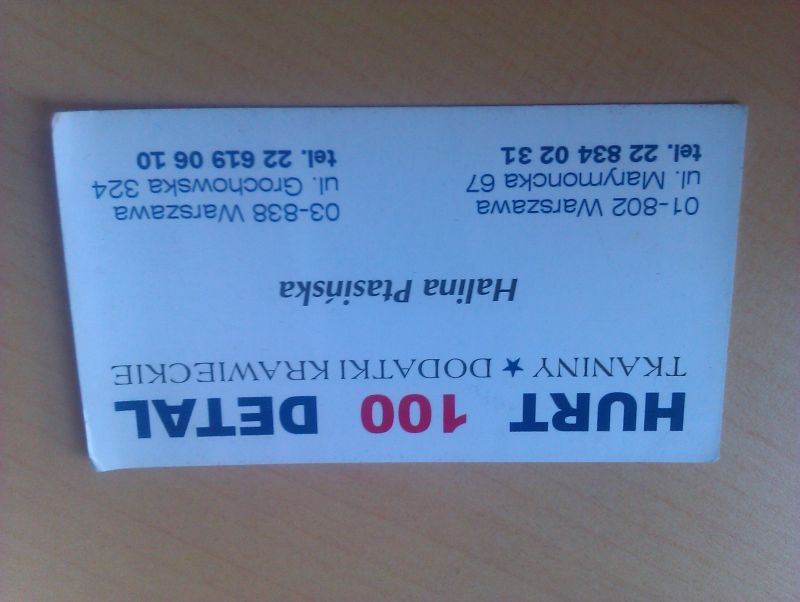 HURT 100 DETAL
TKANINY ★ DODATKI KRAWIECKIE
Halina Ptasińska
01-802 Warszawa
ul. Marymoncka 67
tel. 22 834 02 31
03-838 Warszawa
ul. Grochowska 324
tel. 22 619 06 10